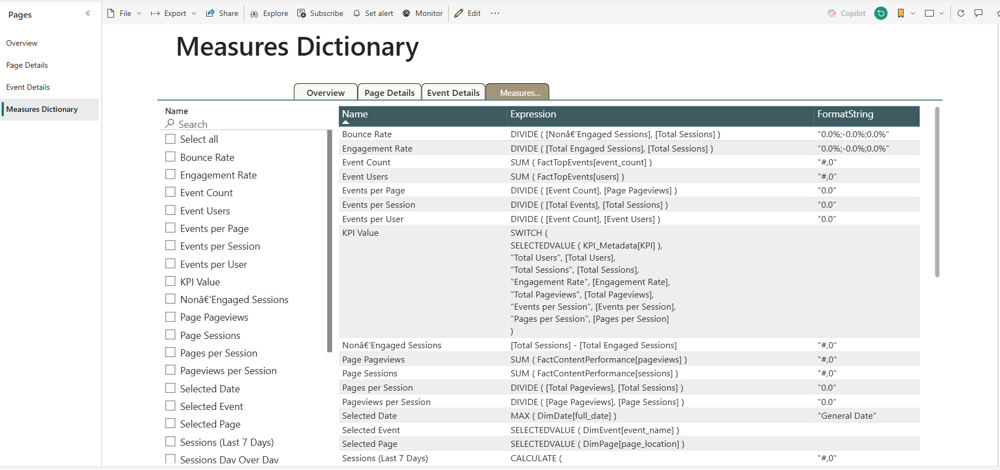 Pages
Overview
Page Details
Event Details
Measures Dictionary
File
Export
Share
Explore
Subscribe
Set alert
Monitor
Edit
Copilot
Measures Dictionary
Overview
Page Details
Event Details
Measures...
Name
Search
Select all
Bounce Rate
Engagement Rate
Event Count
Event Users
Events per Page
Events per Session
Events per User
KPI Value
Nonâ€‘Engaged Sessions
Page Pageviews
Page Sessions
Pages per Session
Pageviews per Session
Selected Date
Selected Event
Selected Page
Sessions (Last 7 Days)
Sessions Day Over Day
Name Expression FormatString
Bounce Rate DIVIDE ( [Nonâ€‘Engaged Sessions], [Total Sessions] ) "0.0%;-0.0%;0.0%"
Engagement Rate DIVIDE ( [Total Engaged Sessions], [Total Sessions] ) "0.0%;-0.0%;0.0%"
Event Count SUM ( FactTopEvents[event_count] ) "#,0"
Event Users SUM ( FactTopEvents[users] ) "#,0"
Events per Page DIVIDE ( [Event Count], [Page Pageviews] ) "0.0"
Events per Session DIVIDE ( [Total Events], [Total Sessions] ) "0.0"
Events per User DIVIDE ( [Event Count], [Event Users] ) "0.0"
KPI Value SWITCH (
SELECTEDVALUE ( KPI_Metadata[KPI] ),
"Total Users", [Total Users],
"Total Sessions", [Total Sessions],
"Engagement Rate", [Engagement Rate],
"Total Pageviews", [Total Pageviews],
"Events per Session", [Events per Session],
"Pages per Session", [Pages per Session]
)
Nonâ€‘Engaged Sessions [Total Sessions] - [Total Engaged Sessions] "#,0"
Page Pageviews SUM ( FactContentPerformance[pageviews] ) "#,0"
Page Sessions SUM ( FactContentPerformance[sessions] ) "#,0"
Pages per Session DIVIDE ( [Total Pageviews], [Total Sessions] ) "0.0"
Pageviews per Session DIVIDE ( [Page Pageviews], [Page Sessions] ) "0.0"
Selected Date MAX ( DimDate[full_date] ) "General Date"
Selected Event SELECTEDVALUE ( DimEvent[event_name] )
Selected Page SELECTEDVALUE ( DimPage[page_location] )
Sessions (Last 7 Days) CALCULATE ( "#,0"